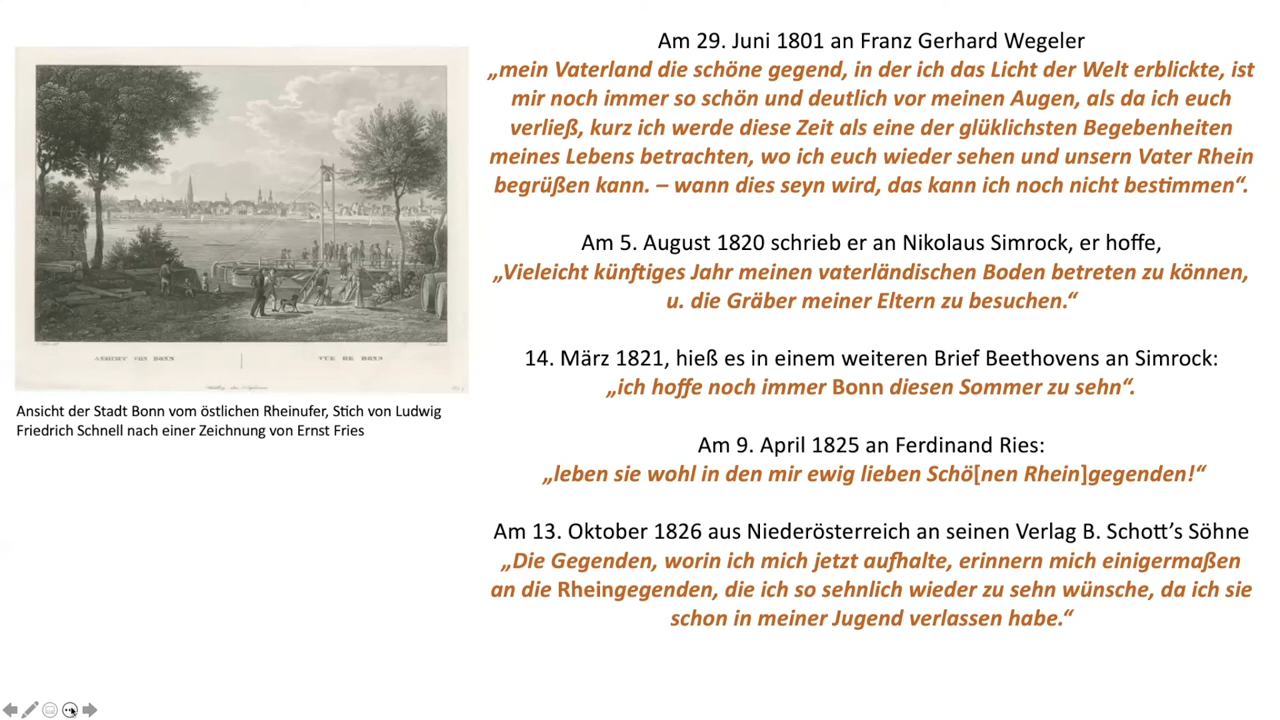 Am 29. Juni 1801 an Franz Gerhard Wegeler
„mein Vaterland die schöne gegend, in der ich das Licht der Welt erblickte, ist
mir noch immer so schön und deutlich vor meinen Augen, als da ich euch
verließ, kurz ich werde diese Zeit als eine der glüklichsten Begebenheiten
meines Lebens betrachten, wo ich euch wieder sehen und unsern Vater Rhein
begrüßen kann. – wann dies seyn wird, das kann ich noch nicht bestimmen“.
Am 5. August 1820 schrieb er an Nikolaus Simrock, er hoffe,
„Vieleicht künftiges Jahr meinen vaterländischen Boden betreten zu können,
u. die Gräber meiner Eltern zu besuchen.“
14. März 1821, hieß es in einem weiteren Brief Beethovens an Simrock:
„ich hoffe noch immer Bonn diesen Sommer zu sehn“.
Am 9. April 1825 an Ferdinand Ries:
„leben sie wohl in den mir ewig lieben Schö[nen Rhein]gegenden!“
Am 13. Oktober 1826 aus Niederösterreich an seinen Verlag B. Schott’s Söhne
„Die Gegenden, worin ich mich jetzt aufhalte, erinnern mich einigermaßen
an die Rheingegenden, die ich so sehnlich wieder zu sehn wünsche, da ich sie
schon in meiner Jugend verlassen habe.“
ANSICHT VON BONN
VUE DE BONN
Ansicht der Stadt Bonn vom östlichen Rheinufer, Stich von Ludwig
Friedrich Schnell nach einer Zeichnung von Ernst Fries